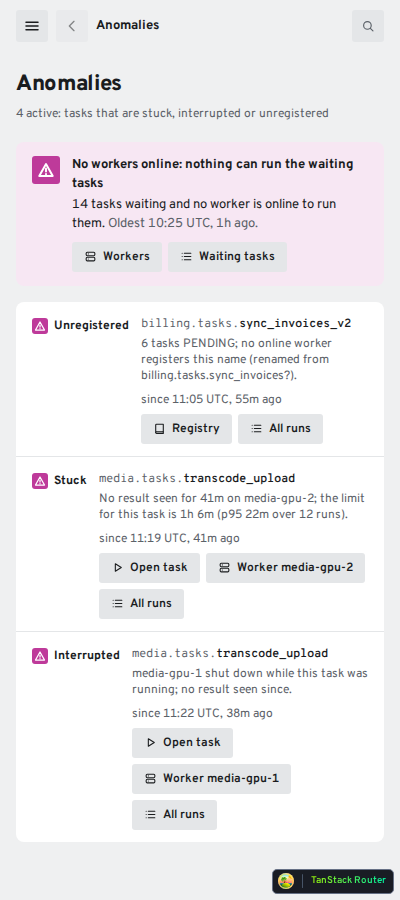 Anomalies
Anomalies
4 active: tasks that are stuck, interrupted or unregistered
No workers online: nothing can run the waiting
tasks
14 tasks waiting and no worker is online to run
them. Oldest 10:25 UTC, 1h ago.
Workers
Waiting tasks
Unregistered
billing.tasks.sync_invoices_v2
6 tasks PENDING; no online worker
registers this name (renamed from
billing.tasks.sync_invoices?).
since 11:05 UTC, 55m ago
Registry
All runs
Stuck
media.tasks.transcode_upload
No result seen for 41m on media-gpu-2; the limit
for this task is 1h 6m (p95 22m over 12 runs).
since 11:19 UTC, 41m ago
Open task
Worker media-gpu-2
All runs
Interrupted
media.tasks.transcode_upload
media-gpu-1 shut down while this task was
running; no result seen since.
since 11:22 UTC, 38m ago
Open task
Worker media-gpu-1
All runs
TanStack Router